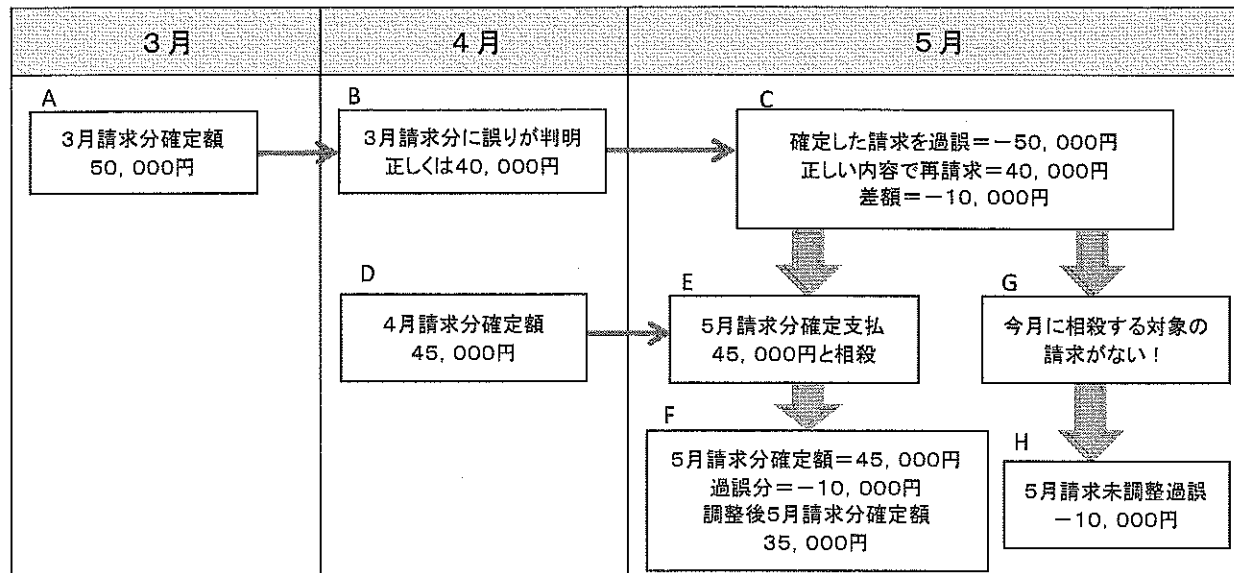 3月
4月
5月
A
3月請求分確定額
50,000円
B
3月請求分に誤りが判明
正しくは40,000円
C
確定した請求を過誤=-50,000円
正しい内容で再請求=40,000円
差額=-10,000円
D
4月請求分確定額
45,000円
E
5月請求分確定支払
45,000円と相殺
G
今月に相殺する対象の
請求がない!
F
5月請求分確定額=45,000円
過誤分=-10,000円
調整後5月請求分確定額
35,000円
H
5月請求未調整過誤
-10,000円